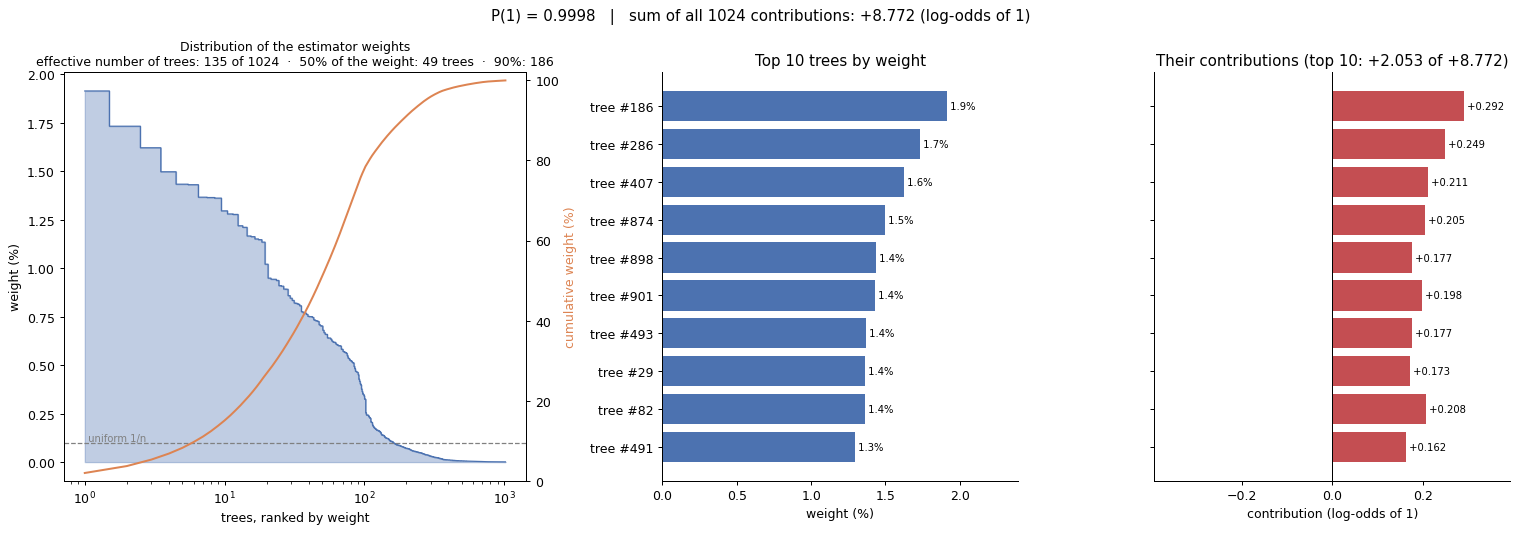 P(1) = 0.9998   |   sum of all 1024 contributions: +8.772 (log-odds of 1)
Distribution of the estimator weights
effective number of trees: 135 of 1024  ·  50% of the weight: 49 trees  ·  90%: 186
weight (%)
2.00
1.75
1.50
1.25
1.00
0.75
0.50
0.25
0.00
uniform 1/n
10⁰
10¹
10²
10³
trees, ranked by weight
100
80
60
40
20
0
cumulative weight (%)
Top 10 trees by weight
tree #186
1.9%
tree #286
1.7%
tree #407
1.6%
tree #874
1.5%
tree #898
1.4%
tree #901
1.4%
tree #493
1.4%
tree #29
1.4%
tree #82
1.4%
tree #491
1.3%
0.0
0.5
1.0
1.5
2.0
weight (%)
Their contributions (top 10: +2.053 of +8.772)
+0.292
+0.249
+0.211
+0.205
+0.177
+0.198
+0.177
+0.173
+0.208
+0.162
−0.2
0.0
0.2
contribution (log-odds of 1)